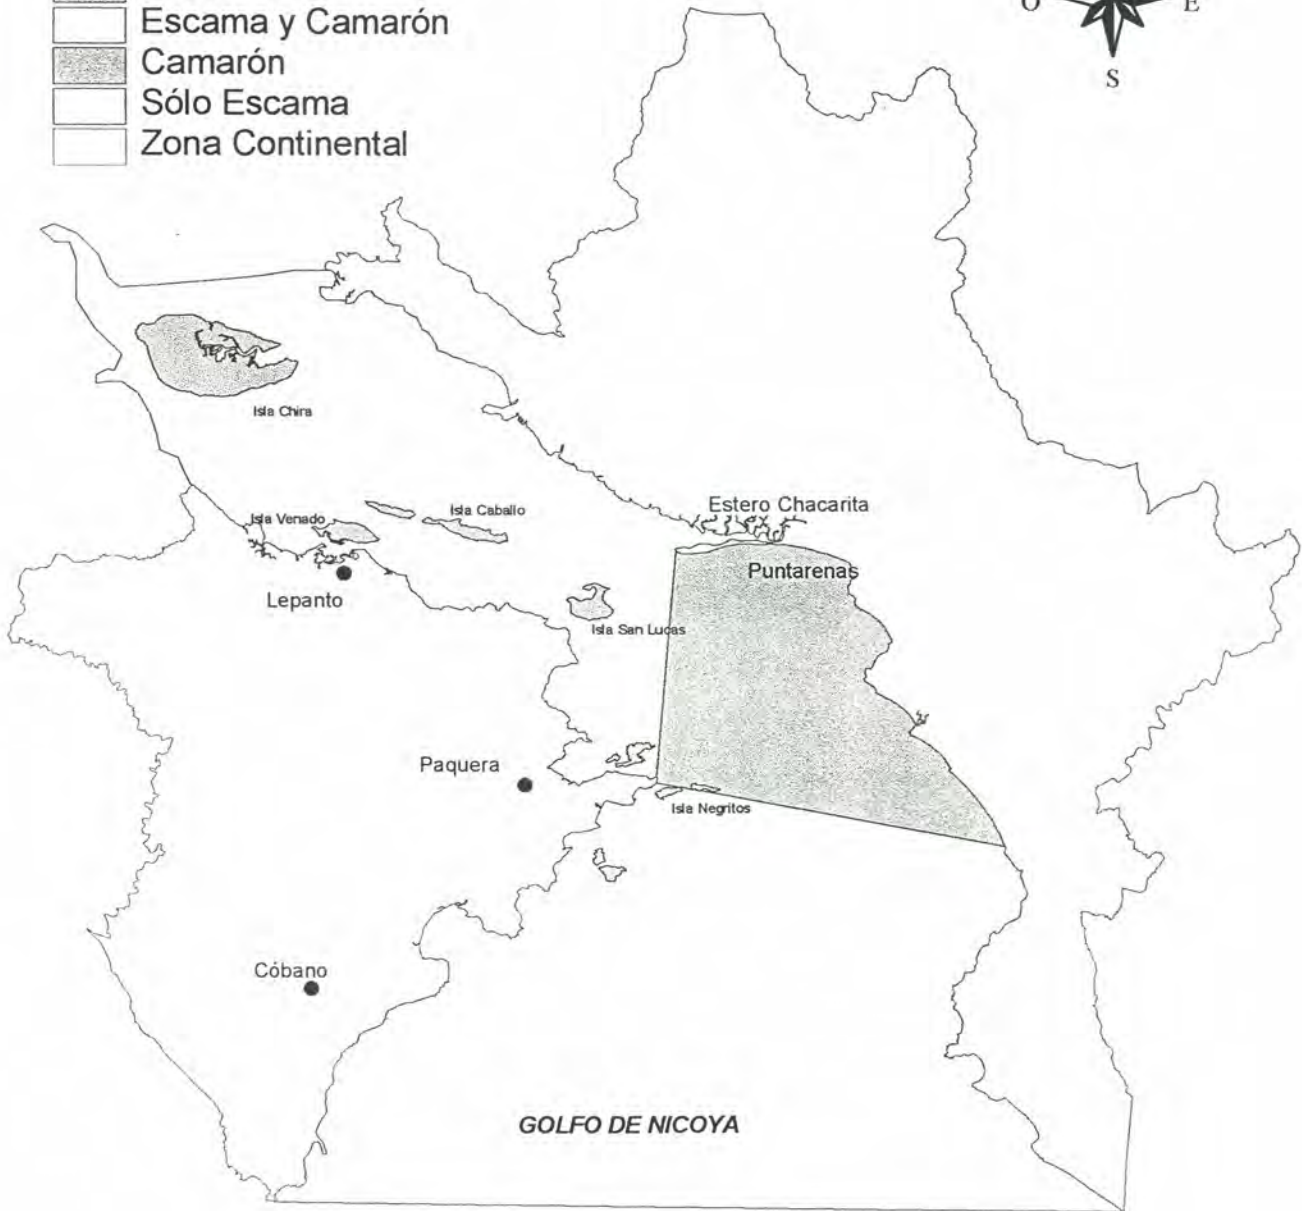 Escama y Camarón
O
E
Camarón
S
Sólo Escama
Zona Continental
Isla Chira
Isla Venado
Isla Caballo
Estero Chacarita
Puntarenas
Lepanto
Isla San Lucas
Paquera
Isla Negritos
Cóbano
GOLFO DE NICOYA